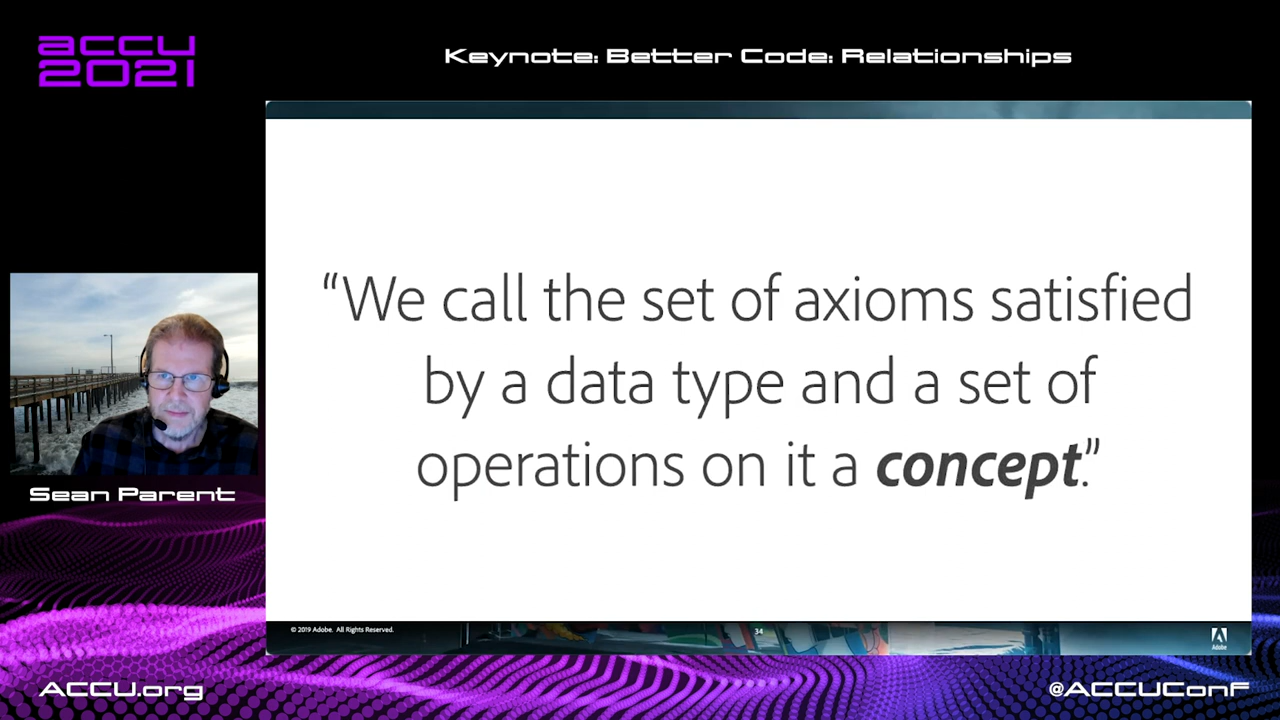 accu
2021
Keynote: Better Code: Relationships
“We call the set of axioms satisfied
by a data type and a set of
operations on it a concept.”
Sean Parent
© 2019 Adobe. All Rights Reserved.
34
Adobe
ACCU.org
@ACCUConf